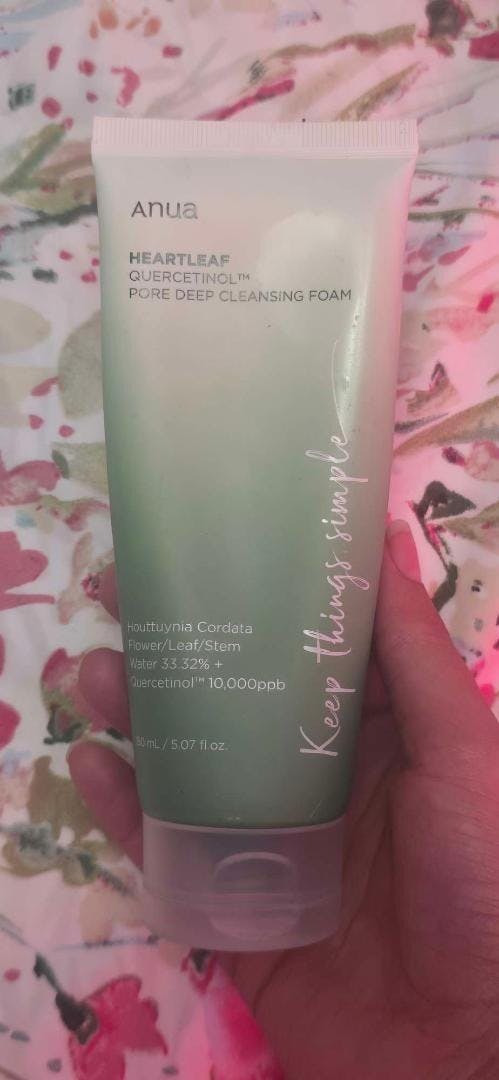 Anua
HEARTLEAF
QUERCETINOL™
PORE DEEP CLEANSING FOAM
Keep things simple
Houttuynia Cordata
Flower/Leaf/Stem
Water 33.32% +
Quercetinol™ 10,000ppb
mL / 5.07 fl oz.